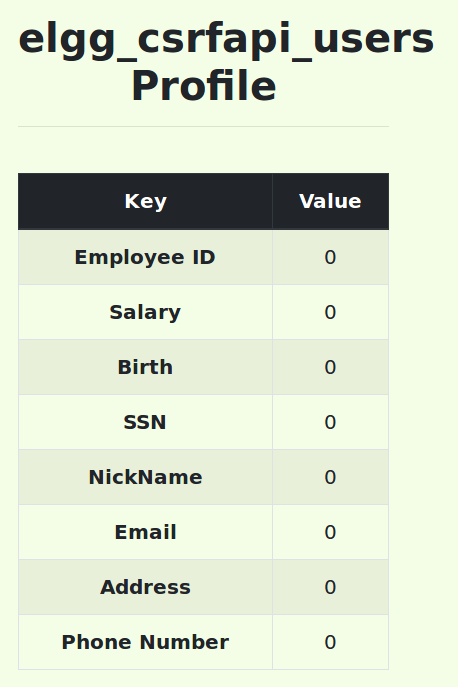 elgg_csrfapi_users
Profile
Key Value
Employee ID 0
Salary 0
Birth 0
SSN 0
NickName 0
Email 0
Address 0
Phone Number 0